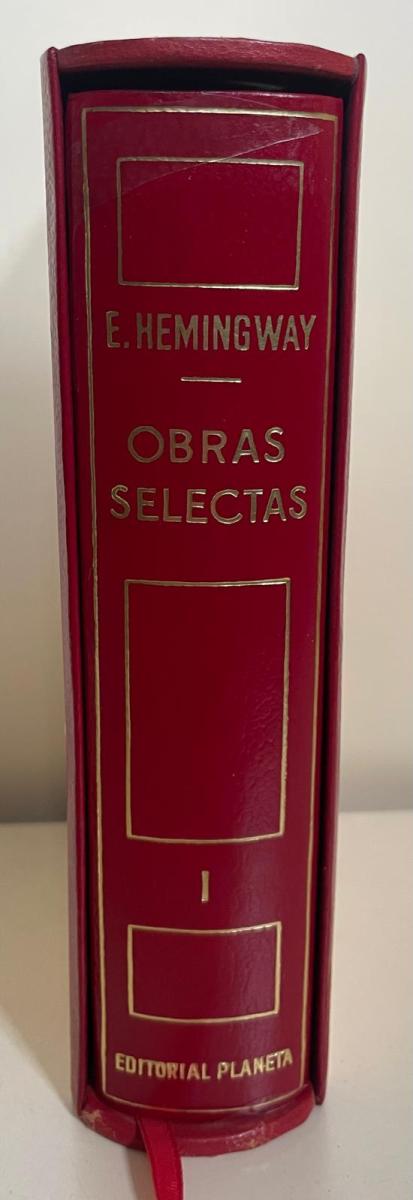 E. HEMINGWAY
OBRAS
SELECTAS
I
EDITORIAL PLANETA